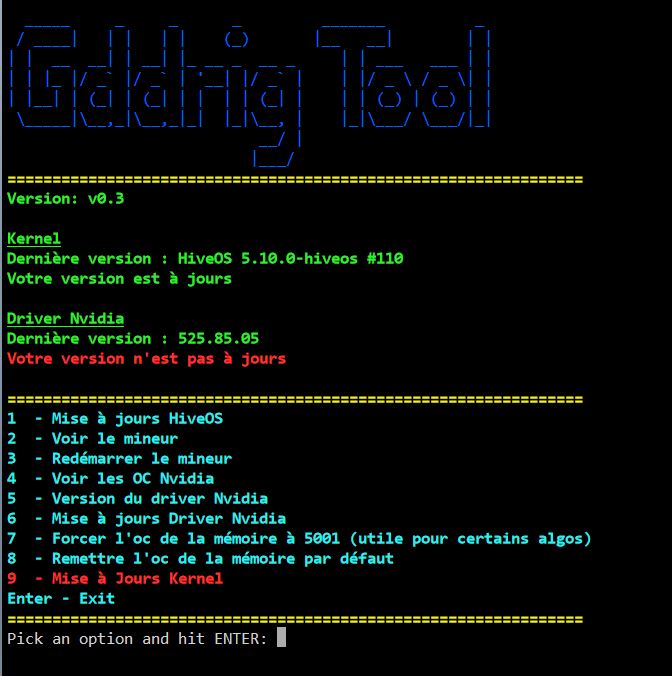 Gddrig Tool
Version: v0.3
Kernel
Dernière version : HiveOS 5.10.0-hiveos #110
Votre version est à jours
Driver Nvidia
Dernière version : 525.85.05
Votre version n'est pas à jours
1 - Mise à jours HiveOS
2 - Voir le mineur
3 - Redémarrer le mineur
4 - Voir les OC Nvidia
5 - Version du driver Nvidia
6 - Mise à jours Driver Nvidia
7 - Forcer l'oc de la mémoire à 5001 (utile pour certains algos)
8 - Remettre l'oc de la mémoire par défaut
9 - Mise à Jours Kernel
Enter - Exit
Pick an option and hit ENTER: